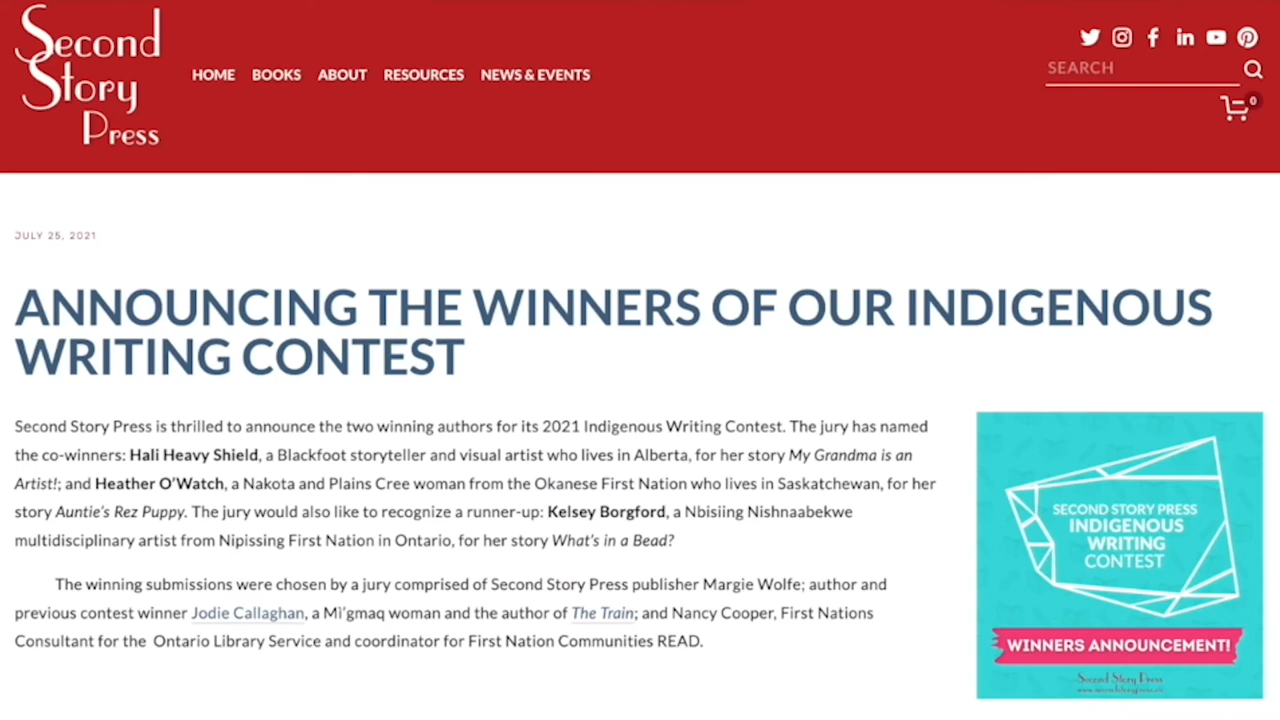 Second
Story
Press
HOME BOOKS ABOUT RESOURCES NEWS & EVENTS
SEARCH
0
JULY 25, 2021
ANNOUNCING THE WINNERS OF OUR INDIGENOUS
WRITING CONTEST
Second Story Press is thrilled to announce the two winning authors for its 2021 Indigenous Writing Contest. The jury has named
the co-winners: Hali Heavy Shield, a Blackfoot storyteller and visual artist who lives in Alberta, for her story My Grandma is an
Artist!; and Heather O’Watch, a Nakota and Plains Cree woman from the Okanese First Nation who lives in Saskatchewan, for her
story Auntie’s Rez Puppy. The jury would also like to recognize a runner-up: Kelsey Borgford, a Nbisiing Nishnaabekwe
multidisciplinary artist from Nipissing First Nation in Ontario, for her story What’s in a Bead?
The winning submissions were chosen by a jury comprised of Second Story Press publisher Margie Wolfe; author and
previous contest winner Jodie Callaghan, a Mi’gmaq woman and the author of The Train; and Nancy Cooper, First Nations
Consultant for the Ontario Library Service and coordinator for First Nation Communities READ.
SECOND STORY PRESS
INDIGENOUS
WRITING
CONTEST
WINNERS ANNOUNCEMENT!
Second Story Press
www.secondstorypress.ca